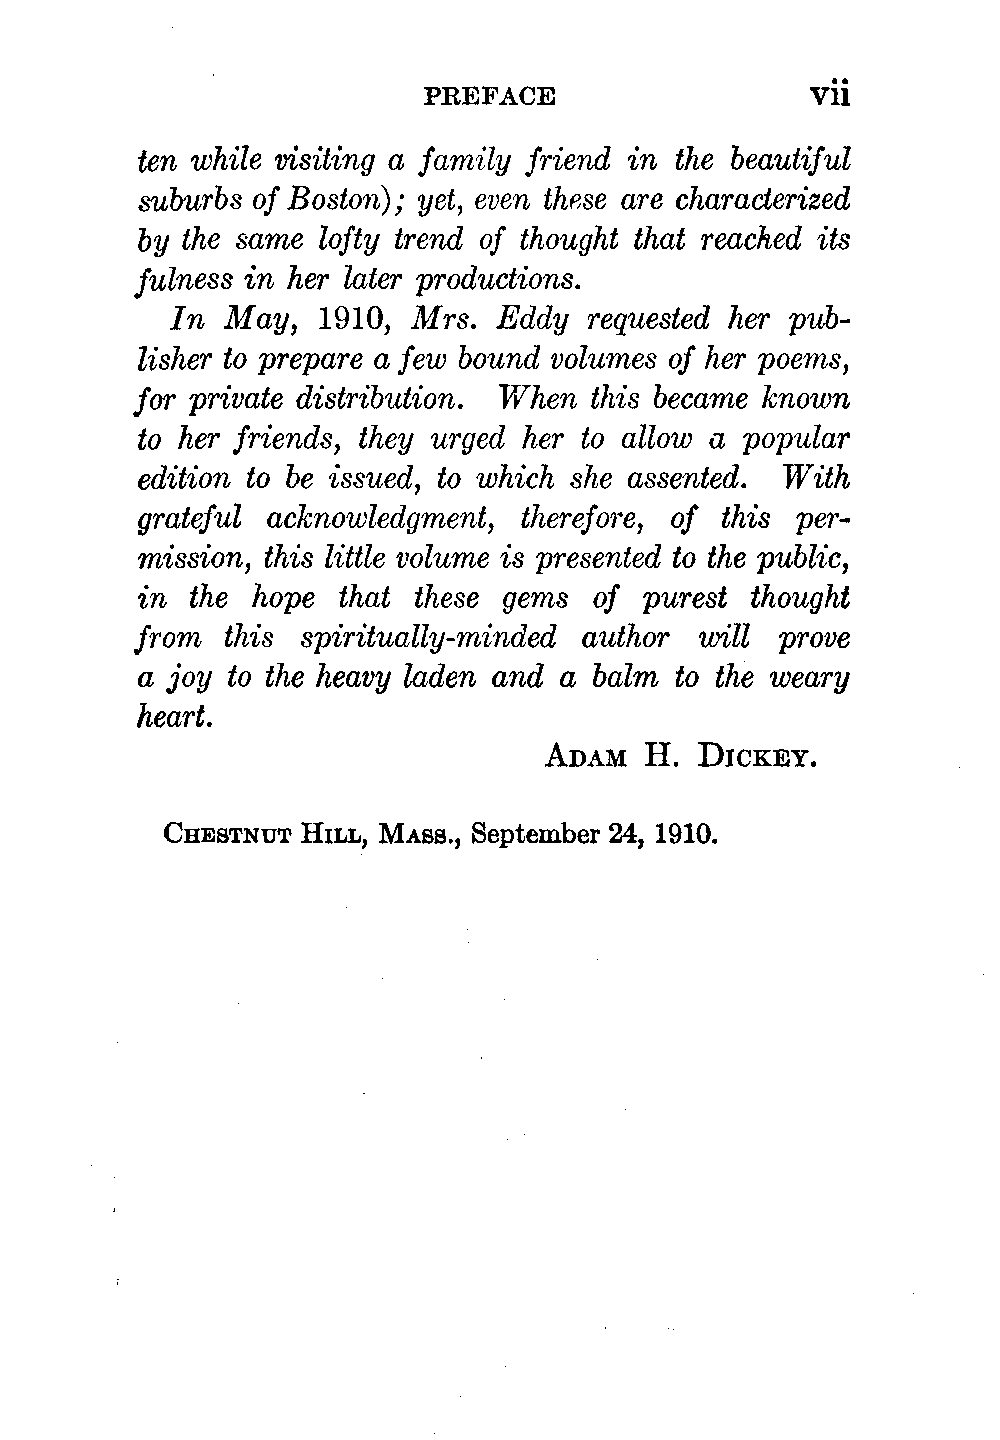 PREFACE vii
ten while visiting a family friend in the beautiful
suburbs of Boston); yet, even these are characterized
by the same lofty trend of thought that reached its
fulness in her later productions.
In May, 1910, Mrs. Eddy requested her pub-
lisher to prepare a few bound volumes of her poems,
for private distribution. When this became known
to her friends, they urged her to allow a popular
edition to be issued, to which she assented. With
grateful acknowledgment, therefore, of this per-
mission, this little volume is presented to the public,
in the hope that these gems of purest thought
from this spiritually-minded author will prove
a joy to the heavy laden and a balm to the weary
heart.
ADAM H. DICKEY.
CHESTNUT HILL, MASS., September 24, 1910.